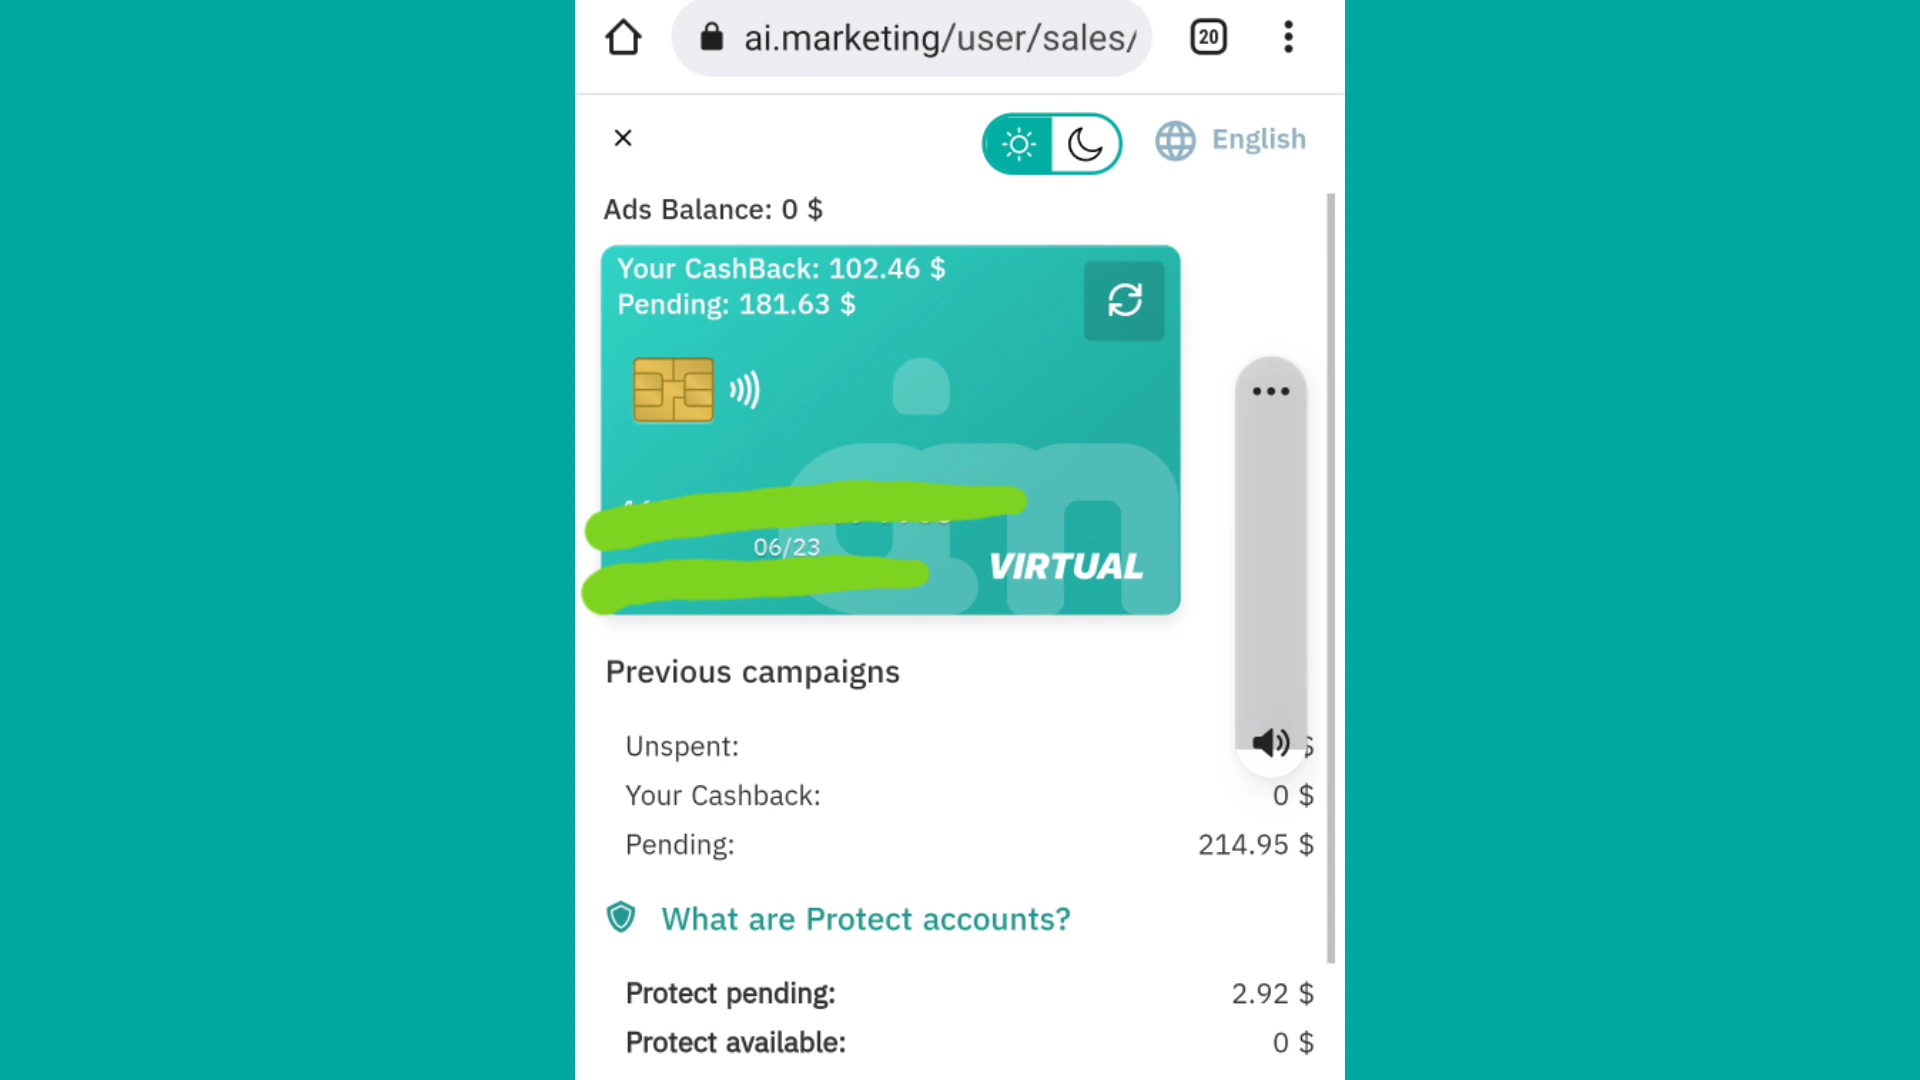 ai.marketing/user/sales/
20
English
Ads Balance: 0 $
Your CashBack: 102.46 $
Pending: 181.63 $
06/23
VIRTUAL
Previous campaigns
Unspent: $
Your Cashback: 0 $
Pending: 214.95 $
What are Protect accounts?
Protect pending: 2.92 $
Protect available: 0 $